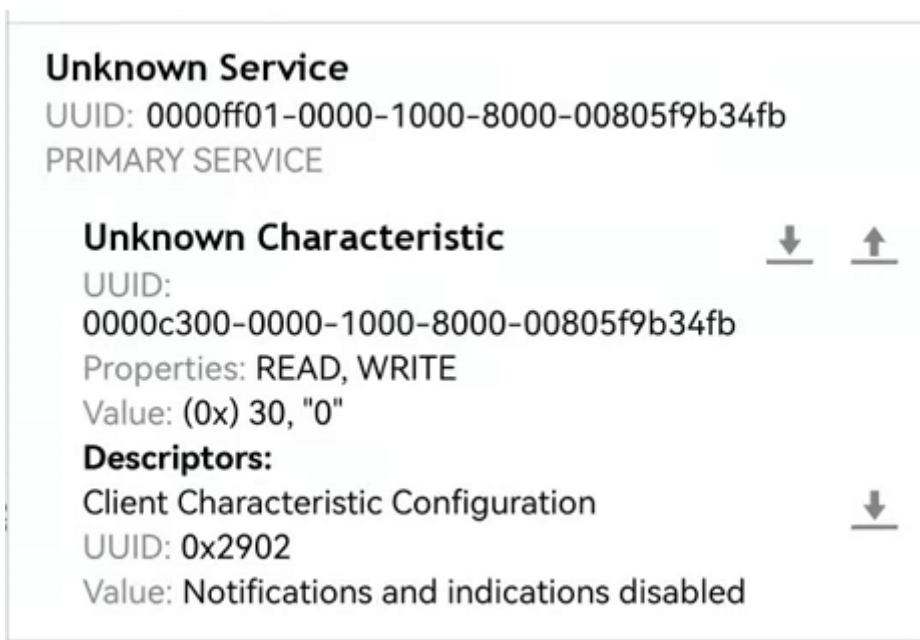 Unknown Service
UUID: 0000ff01-0000-1000-8000-00805f9b34fb
PRIMARY SERVICE
Unknown Characteristic
UUID:
0000c300-0000-1000-8000-00805f9b34fb
Properties: READ, WRITE
Value: (0x) 30, "0"
Descriptors:
Client Characteristic Configuration
UUID: 0x2902
Value: Notifications and indications disabled